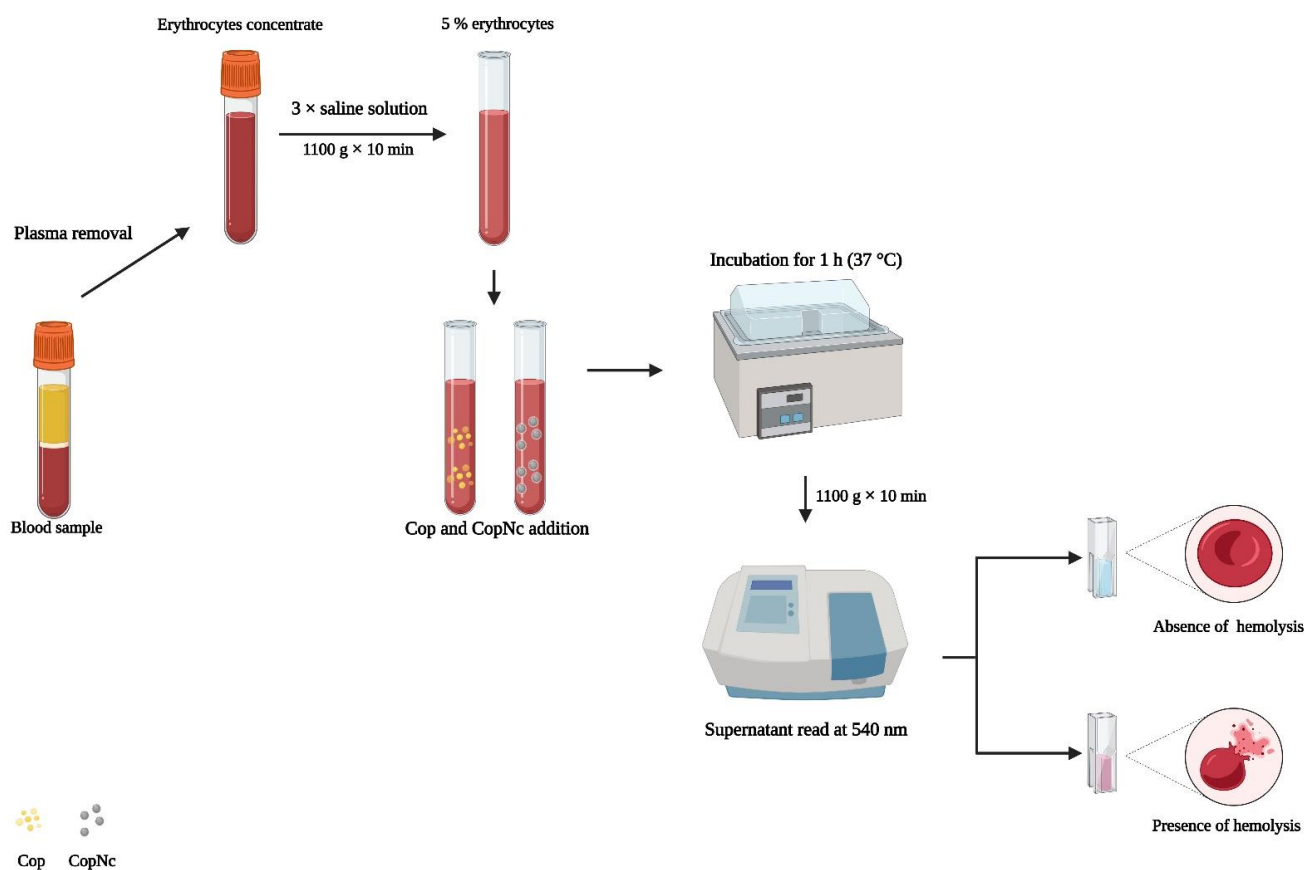 Erythrocytes concentrate
5 % erythrocytes
3 × saline solution
1100 g × 10 min
Plasma removal
Blood sample
Cop and CopNc addition
Incubation for 1 h (37 °C)
1100 g × 10 min
Supernatant read at 540 nm
Absence of hemolysis
Presence of hemolysis
Cop
CopNc